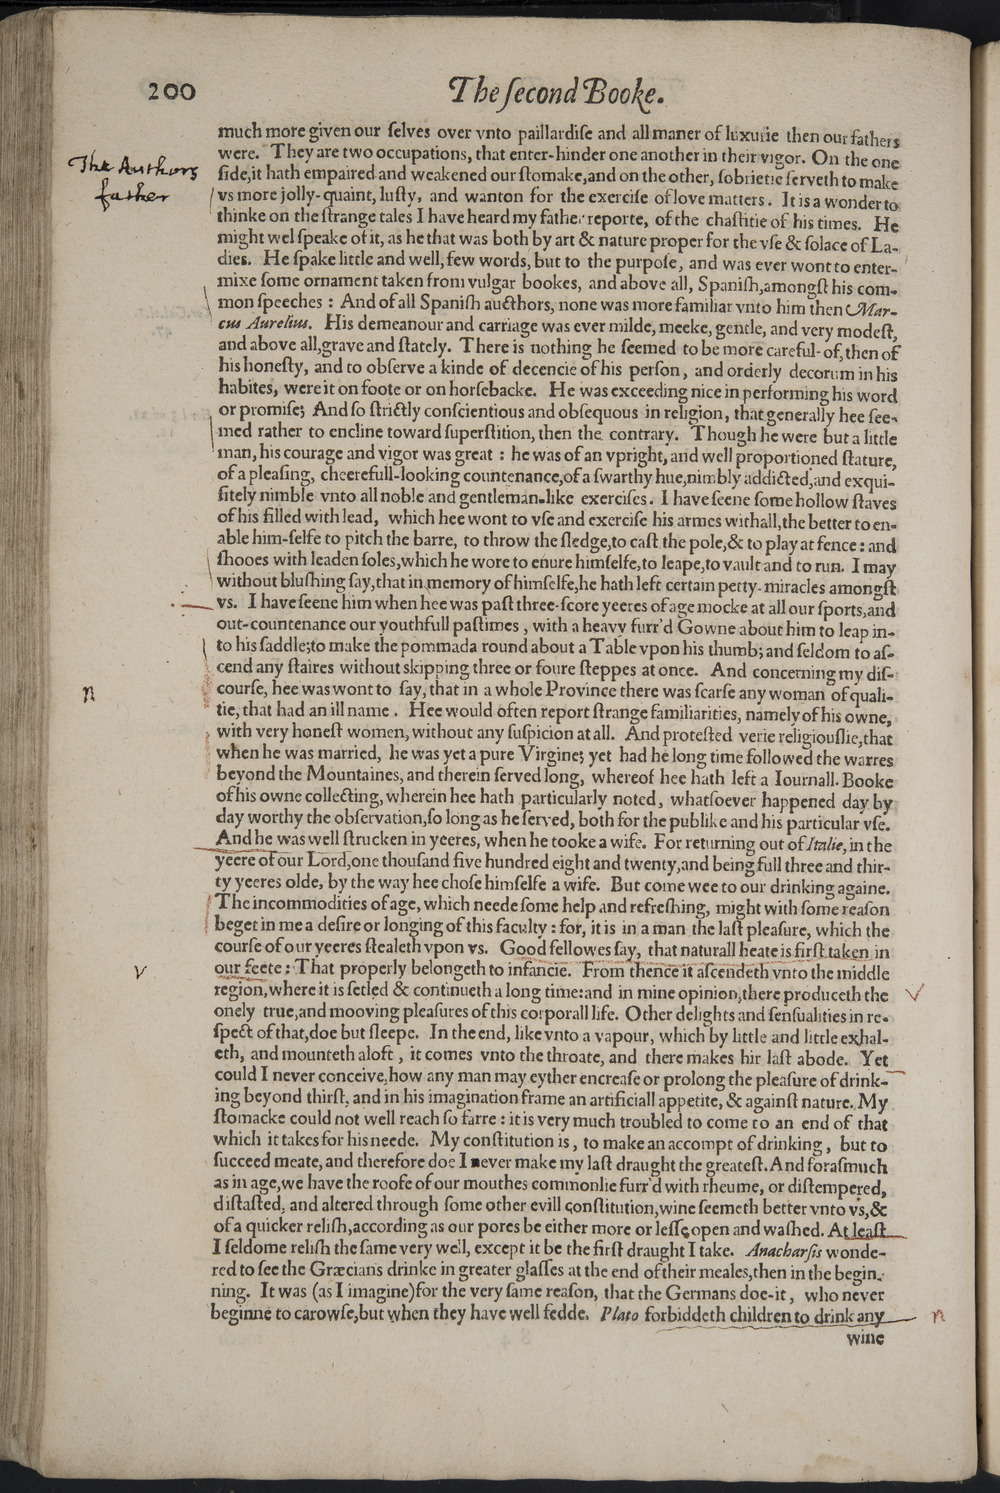 200
The ſecond Booke.
The Authors
father
much more given our ſelves over vnto paillardiſe and all maner of luxurie then our fathers
were. They are two occupations, that enter-hinder one another in their vigor. On the one
ſide, it hath empaired and weakened our ſtomake, and on the other, ſobrietie ſerveth to make
vs more jolly-quaint, luſty, and wanton for the exerciſe of love matters. It is a wonder to
thinke on the ſtrange tales I have heard my father reporte, of the chaſtitie of his times. He
might wel ſpeake of it, as he that was both by art & nature proper for the vſe & ſolace of La-
dies. He ſpake little and well, few words, but to the purpoſe, and was ever wont to enter-
mixe ſome ornament taken from vulgar bookes, and above all, Spaniſh, amongſt his com-
mon ſpeeches : And of all Spaniſh aucthors, none was more familiar vnto him then Mar-
cus Aurelius. His demeanour and carriage was ever milde, meeke, gentle, and very modeſt,
and above all, grave and ſtately. There is nothing he ſeemed to be more careful-of, then of
his honeſty, and to obſerve a kinde of decencie of his perſon, and orderly decorum in his
habites, were it on foote or on horſebacke. He was exceeding nice in performing his word
or promiſe; And ſo ſtrictly conſcientious and obſequous in religion, that generally hee ſee-
med rather to encline toward ſuperſtition, then the contrary. Though he were but a little
man, his courage and vigor was great : he was of an vpright, and well proportioned ſtature,
of a pleaſing, cheerefull-looking countenance, of a ſwarthy hue, nimbly addicted, and exqui-
ſitely nimble vnto all noble and gentleman-like exerciſes. I have ſeene ſome hollow ſtaves
of his filled with lead, which hee wont to vſe and exerciſe his armes withall, the better to en-
able him-ſelfe to pitch the barre, to throw the ſledge, to caſt the pole, & to play at fence : and
ſhooes with leaden ſoles, which he wore to enure himſelfe, to leape, to vault and to run. I may
without bluſhing ſay, that in memory of himſelfe, he hath left certain petty-miracles amongſt
vs. I have ſeene him when hee was paſt three-ſcore yeeres of age mocke at all our ſports, and
out-countenance our youthfull paſtimes, with a heavy furr'd Gowne about him to leap in-
to his ſaddle; to make the pommada round about a Table vpon his thumb; and ſeldom to aſ-
cend any ſtaires without skipping three or foure ſteppes at once. And concerning my diſ-
n
courſe, hee was wont to ſay, that in a whole Province there was ſcarſe any woman of quali-
tie, that had an ill name. Hee would often report ſtrange familiarities, namely of his owne,
with very honeſt women, without any ſuſpicion at all. And proteſted verie religiouſlie, that
when he was married, he was yet a pure Virgine; yet had he long time followed the warres
beyond the Mountaines, and therein ſerved long, whereof hee hath left a Iournall-Booke
of his owne collecting, wherein hee hath particularly noted, whatſoever happened day by
day worthy the obſervation, ſo long as he ſerved, both for the publike and his particular vſe.
And he was well ſtrucken in yeeres, when he tooke a wife. For returning out of Italie, in the
yeere of our Lord, one thouſand five hundred eight and twenty, and being full three and thir-
ty yeeres olde, by the way hee choſe himſelfe a wife. But come wee to our drinking againe.
The incommodities of age, which neede ſome help and refreſhing, might with ſome reaſon
beget in me a deſire or longing of this faculty : for, it is in a man the laſt pleaſure, which the
courſe of our yeeres ſtealeth vpon vs. Good fellowes ſay, that naturall heate is firſt taken in
v
our feete : That properly belongeth to infancie. From thence it aſcendeth vnto the middle
region, where it is ſetled & continueth a long time: and in mine opinion, there produceth the
V
onely true, and mooving pleaſures of this corporall life. Other delights and ſenſualities in re-
ſpect of that, doe but ſleepe. In the end, like vnto a vapour, which by little and little exhal-
eth, and mounteth aloft, it comes vnto the throate, and there makes hir laſt abode. Yet
could I never conceive, how any man may eyther encreaſe or prolong the pleaſure of drink-
ing beyond thirſt, and in his imagination frame an artificiall appetite, & againſt nature. My
ſtomacke could not well reach ſo farre : it is very much troubled to come to an end of that
which it takes for his neede. My conſtitution is, to make an accompt of drinking, but to
ſucceed meate, and therefore doe I never make my laſt draught the greateſt. And foraſmuch
as in age, we have the roofe of our mouthes commonlie furr'd with rheume, or diſtempered,
diſtaſted, and altered through ſome other evill conſtitution, wine ſeemeth better vnto vs, &
of a quicker reliſh, according as our pores be either more or leſſe open and waſhed. At leaſt
I ſeldome reliſh the ſame very well, except it be the firſt draught I take. Anacharſis wonde-
red to ſee the Græcians drinke in greater glaſſes at the end of their meales, then in the begin-
ning. It was (as I imagine) for the very ſame reaſon, that the Germans doe-it, who never
beginne to carowſe, but when they have well fedde. Plato forbiddeth children to drink any
n
wine